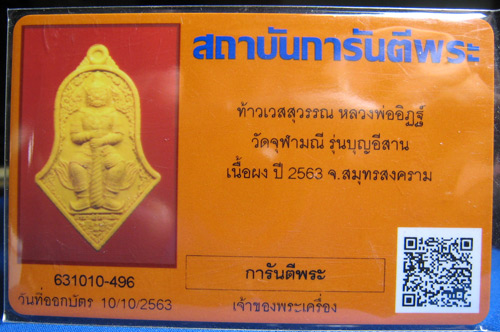 สถาบันการันตีพระ
ท้าวเวสสุวรรณ หลวงพ่ออิฏฐ์
วัดจุฬามณี รุ่นบุญอีสาน
เนื้อผง ปี 2563 จ.สมุทรสงคราม
631010-496
วันที่ออกบัตร 10/10/2563
การันตีพระ
เจ้าของพระเครื่อง